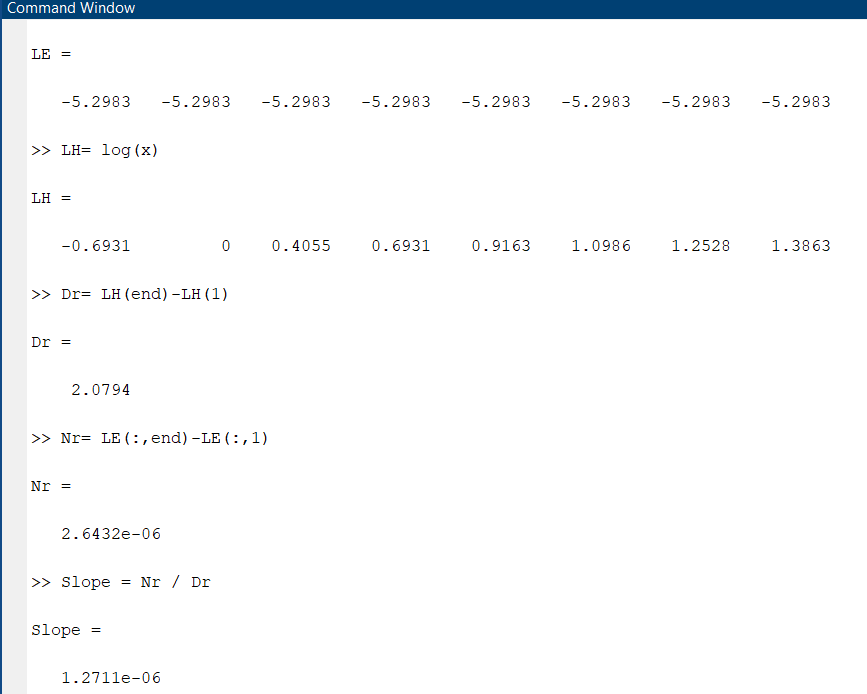 Command Window
LE =
-5.2983 -5.2983 -5.2983 -5.2983 -5.2983 -5.2983 -5.2983 -5.2983
>> LH= log(x)
LH =
-0.6931 0 0.4055 0.6931 0.9163 1.0986 1.2528 1.3863
>> Dr= LH(end)-LH(1)
Dr =
2.0794
>> Nr= LE(:,end)-LE(:,1)
Nr =
2.6432e-06
>> Slope = Nr / Dr
Slope =
1.2711e-06